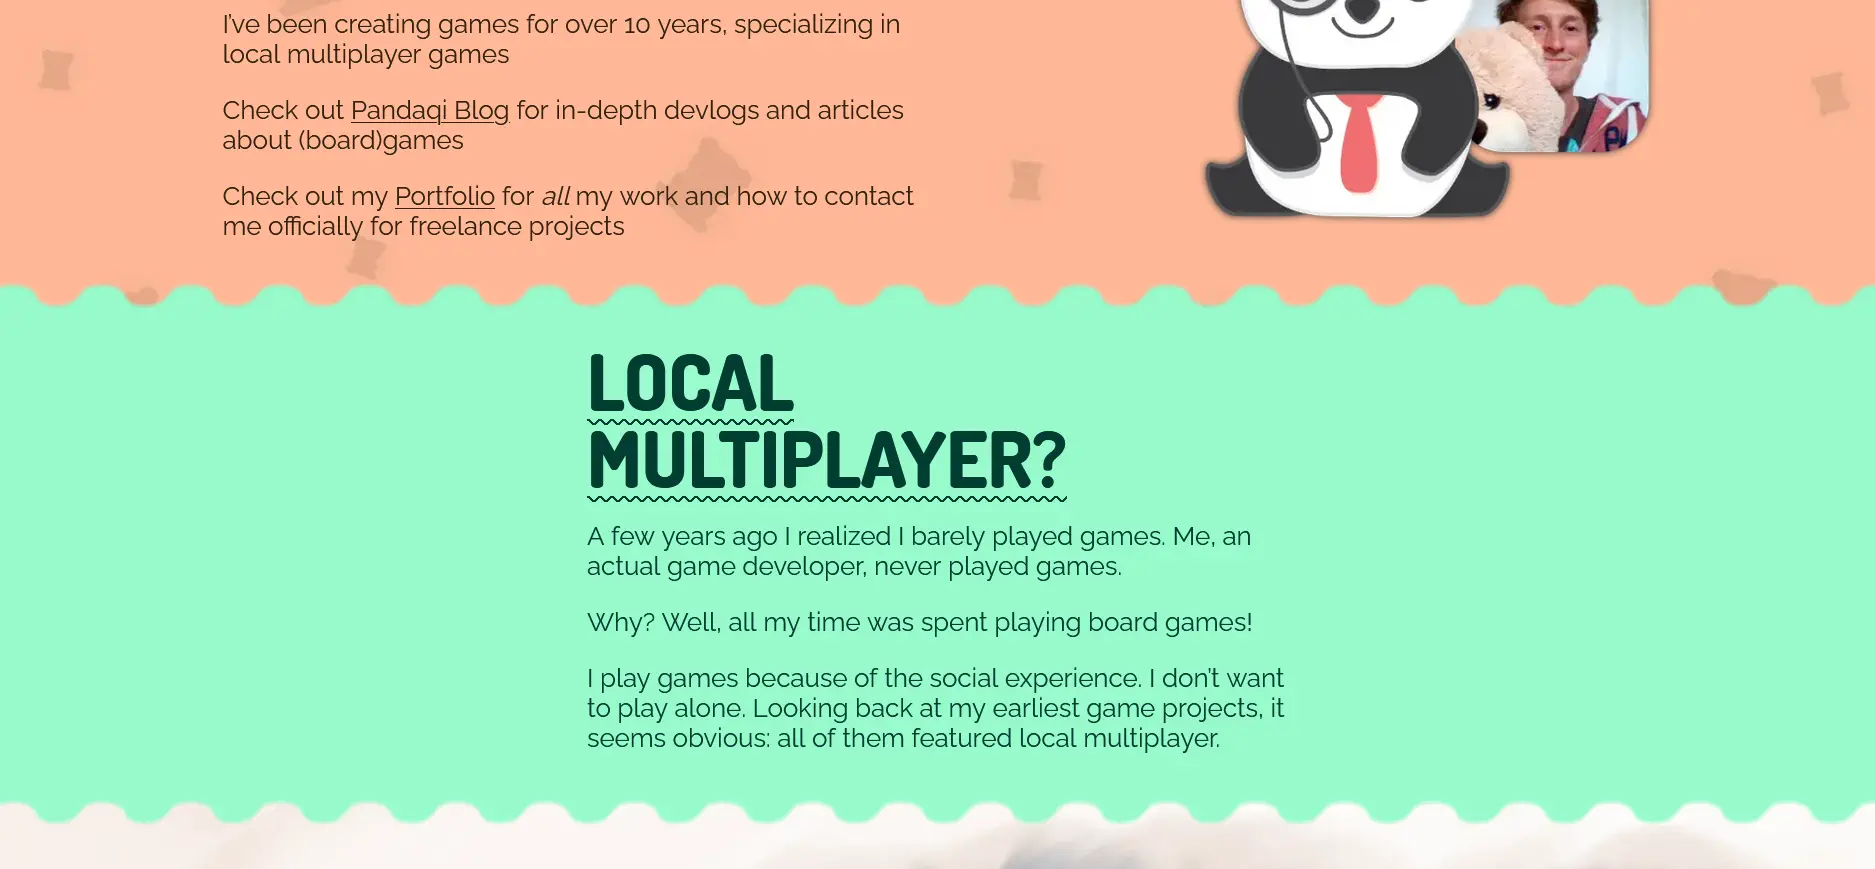 I’ve been creating games for over 10 years, specializing in
local multiplayer games
Check out Pandaqi Blog for in-depth devlogs and articles
about (board)games
Check out my Portfolio for all my work and how to contact
me officially for freelance projects
LOCAL
MULTIPLAYER?
A few years ago I realized I barely played games. Me, an
actual game developer, never played games.
Why? Well, all my time was spent playing board games!
I play games because of the social experience. I don’t want
to play alone. Looking back at my earliest game projects, it
seems obvious: all of them featured local multiplayer.